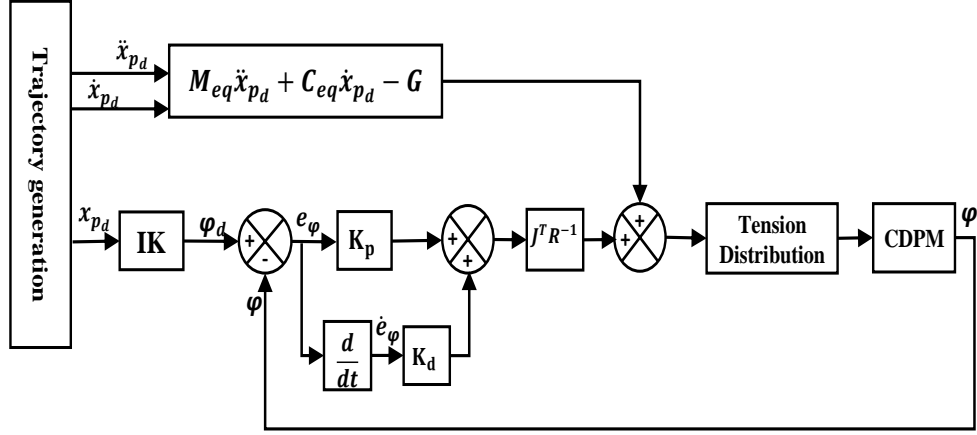 Trajectory generation
ẍ_{p_d}
ẋ_{p_d}
M_{eq}ẍ_{p_d} + C_{eq}ẋ_{p_d} − G
x_{p_d}
IK
φ_d
+
-
φ
e_φ
K_p
d/dt
ė_φ
K_d
+
+
J^T R^{-1}
+
+
Tension
Distribution
CDPM
φ